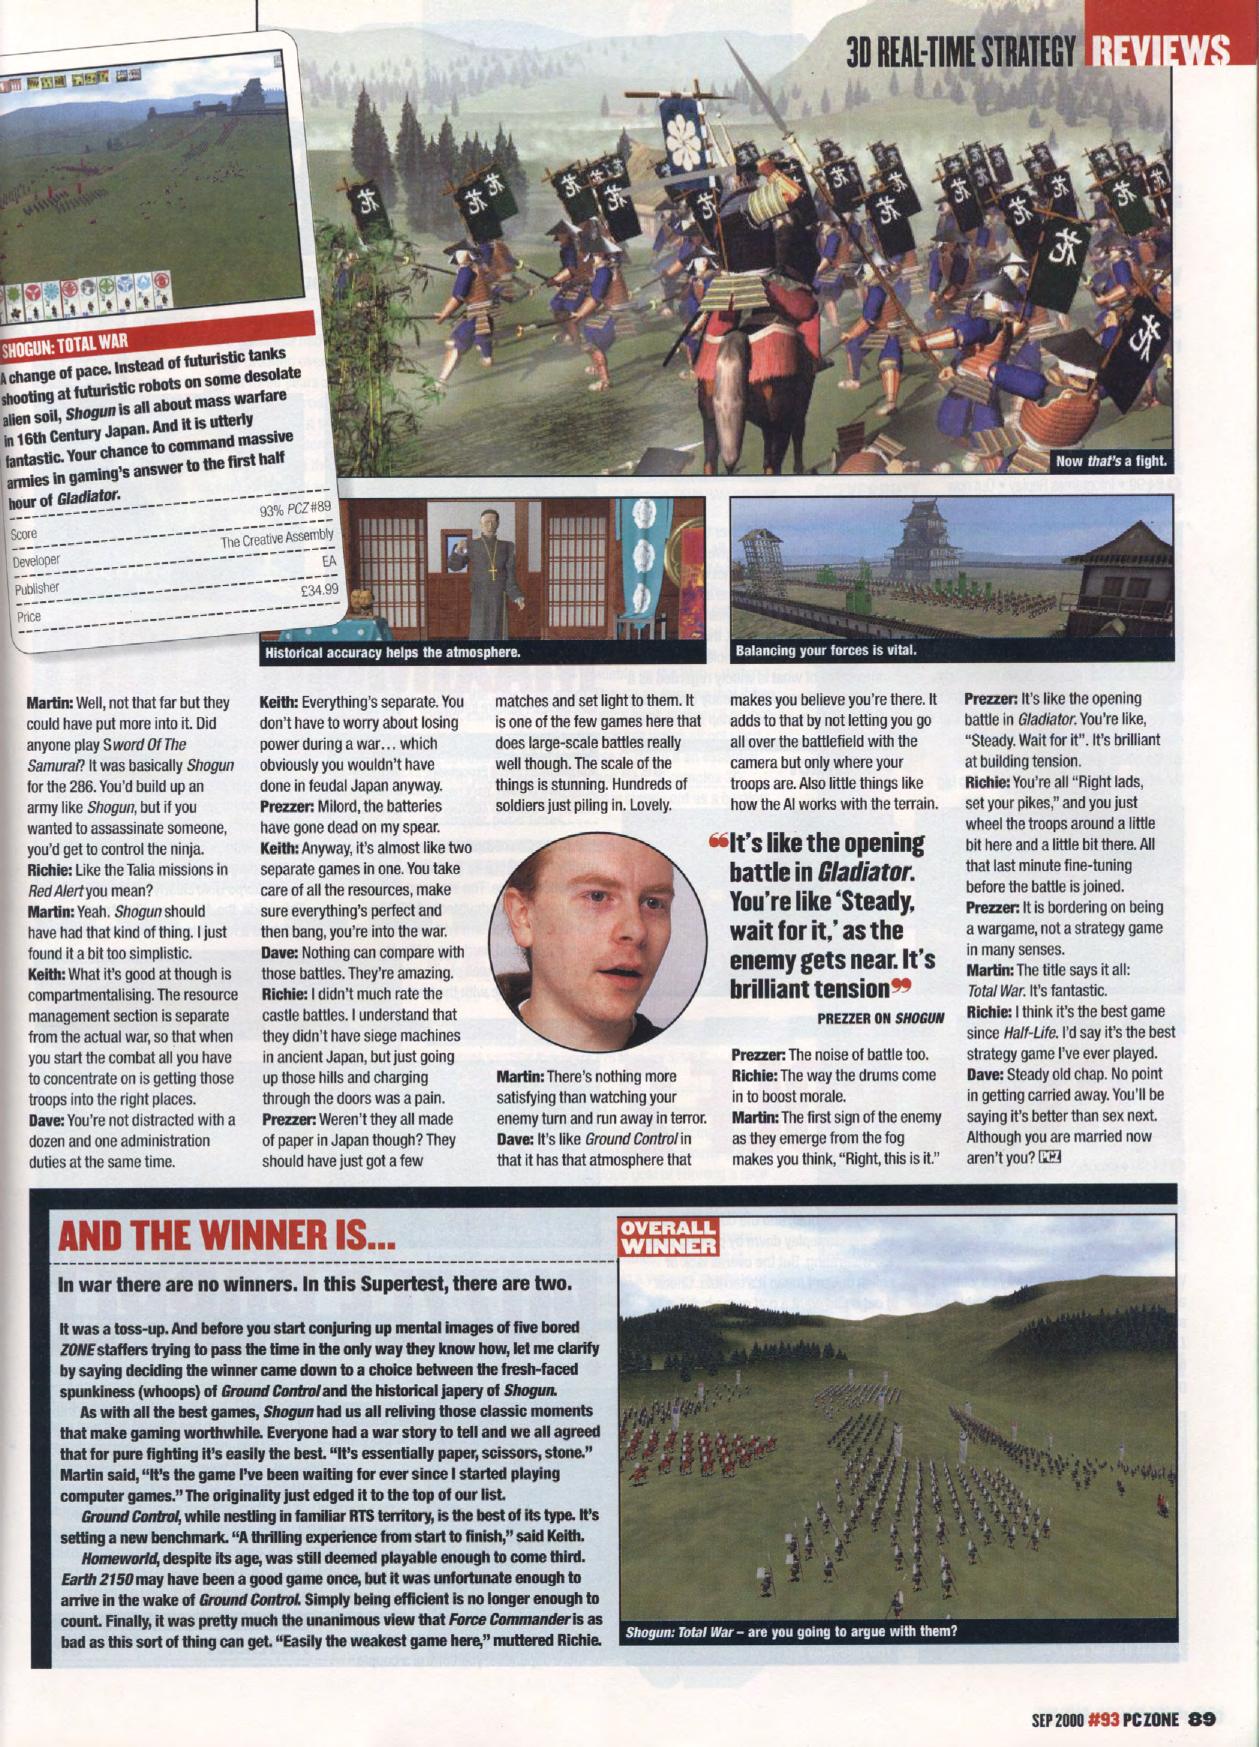 3D REAL-TIME STRATEGY REVIEWS
SHOGUN: TOTAL WAR
A change of pace. Instead of futuristic tanks
shooting at futuristic robots on some desolate
alien soil, Shogun is all about mass warfare
in 16th Century Japan. And it is utterly
fantastic. Your chance to command massive
armies in gaming's answer to the first half
hour of Gladiator.
Score 93% PCZ #89
Developer The Creative Assembly
Publisher EA
Price £34.99
Now that's a fight.
Historical accuracy helps the atmosphere.
Balancing your forces is vital.
Martin: Well, not that far but they
could have put more into it. Did
anyone play Sword Of The
Samurai? It was basically Shogun
for the 286. You'd build up an
army like Shogun, but if you
wanted to assassinate someone,
you'd get to control the ninja.
Richie: Like the Talia missions in
Red Alert you mean?
Martin: Yeah. Shogun should
have had that kind of thing. I just
found it a bit too simplistic.
Keith: What it's good at though is
compartmentalising. The resource
management section is separate
from the actual war, so that when
you start the combat all you have
to concentrate on is getting those
troops into the right places.
Dave: You're not distracted with a
dozen and one administration
duties at the same time.
Keith: Everything's separate. You
don't have to worry about losing
power during a war... which
obviously you wouldn't have
done in feudal Japan anyway.
Prezzer: Milord, the batteries
have gone dead on my spear.
Keith: Anyway, it's almost like two
separate games in one. You take
care of all the resources, make
sure everything's perfect and
then bang, you're into the war.
Dave: Nothing can compare with
those battles. They're amazing.
Richie: I didn't much rate the
castle battles. I understand that
they didn't have siege machines
in ancient Japan, but just going
up those hills and charging
through the doors was a pain.
Prezzer: Weren't they all made
of paper in Japan though? They
should have just got a few
matches and set light to them. It
is one of the few games here that
does large-scale battles really
well though. The scale of the
things is stunning. Hundreds of
soldiers just piling in. Lovely.
Martin: There's nothing more
satisfying than watching your
enemy turn and run away in terror.
Dave: It's like Ground Control in
that it has that atmosphere that
makes you believe you're there. It
adds to that by not letting you go
all over the battlefield with the
camera but only where your
troops are. Also little things like
how the AI works with the terrain.
“It's like the opening
battle in Gladiator.
You're like ‘Steady,
wait for it,’ as the
enemy gets near. It's
brilliant tension”
PREZZER ON SHOGUN
Prezzer: The noise of battle too.
Richie: The way the drums come
in to boost morale.
Martin: The first sign of the enemy
as they emerge from the fog
makes you think, “Right, this is it.”
Prezzer: It's like the opening
battle in Gladiator. You're like,
“Steady. Wait for it”. It's brilliant
at building tension.
Richie: You're all “Right lads,
set your pikes,” and you just
wheel the troops around a little
bit here and a little bit there. All
that last minute fine-tuning
before the battle is joined.
Prezzer: It is bordering on being
a wargame, not a strategy game
in many senses.
Martin: The title says it all:
Total War. It's fantastic.
Richie: I think it's the best game
since Half-Life. I'd say it's the best
strategy game I've ever played.
Dave: Steady old chap. No point
in getting carried away. You'll be
saying it's better than sex next.
Although you are married now
aren't you? PCZ
AND THE WINNER IS...
In war there are no winners. In this Supertest, there are two.
It was a toss-up. And before you start conjuring up mental images of five bored
ZONE staffers trying to pass the time in the only way they know how, let me clarify
by saying deciding the winner came down to a choice between the fresh-faced
spunkiness (whoops) of Ground Control and the historical japery of Shogun.
As with all the best games, Shogun had us all reliving those classic moments
that make gaming worthwhile. Everyone had a war story to tell and we all agreed
that for pure fighting it's easily the best. “It's essentially paper, scissors, stone.”
Martin said, “It's the game I've been waiting for ever since I started playing
computer games.” The originality just edged it to the top of our list.
Ground Control, while nestling in familiar RTS territory, is the best of its type. It's
setting a new benchmark. “A thrilling experience from start to finish,” said Keith.
Homeworld, despite its age, was still deemed playable enough to come third.
Earth 2150 may have been a good game once, but it was unfortunate enough to
arrive in the wake of Ground Control. Simply being efficient is no longer enough to
count. Finally, it was pretty much the unanimous view that Force Commander is as
bad as this sort of thing can get. “Easily the weakest game here,” muttered Richie.
OVERALL
WINNER
Shogun: Total War – are you going to argue with them?
SEP 2000 #93 PC ZONE 89